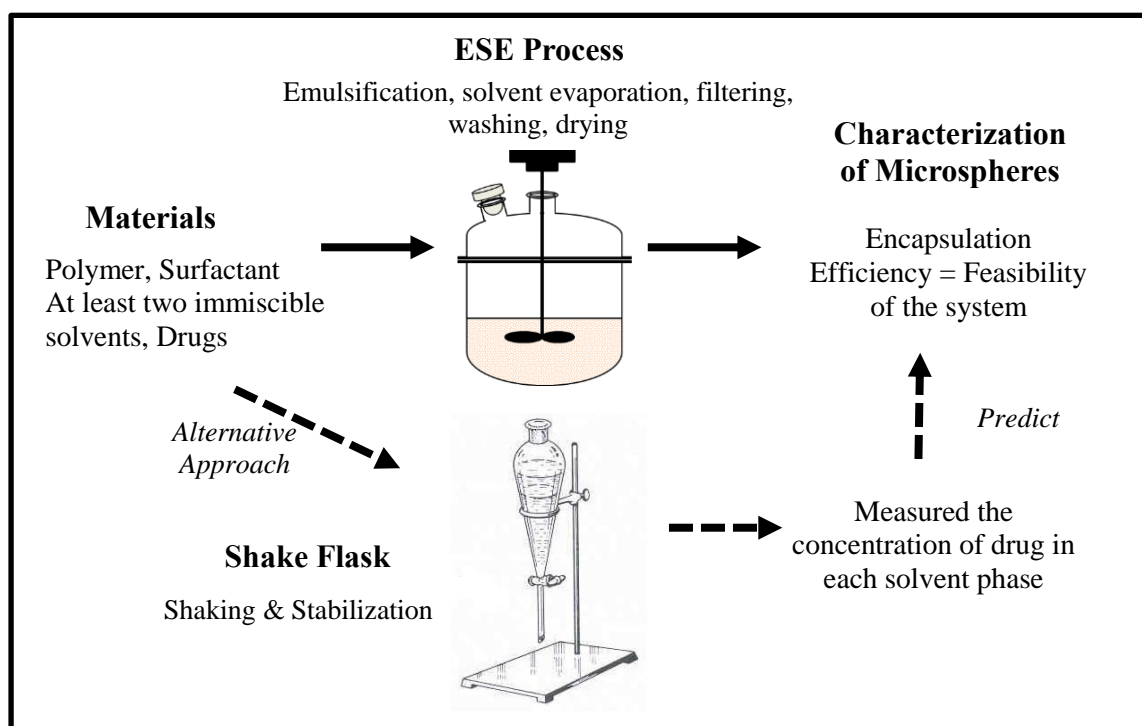 ESE Process
Emulsification, solvent evaporation, filtering,
washing, drying
Characterization
of Microspheres
Materials
Polymer, Surfactant
At least two immiscible
solvents, Drugs
Encapsulation
Efficiency = Feasibility
of the system
Alternative
Approach
Predict
Shake Flask
Shaking & Stabilization
Measured the
concentration of drug in
each solvent phase